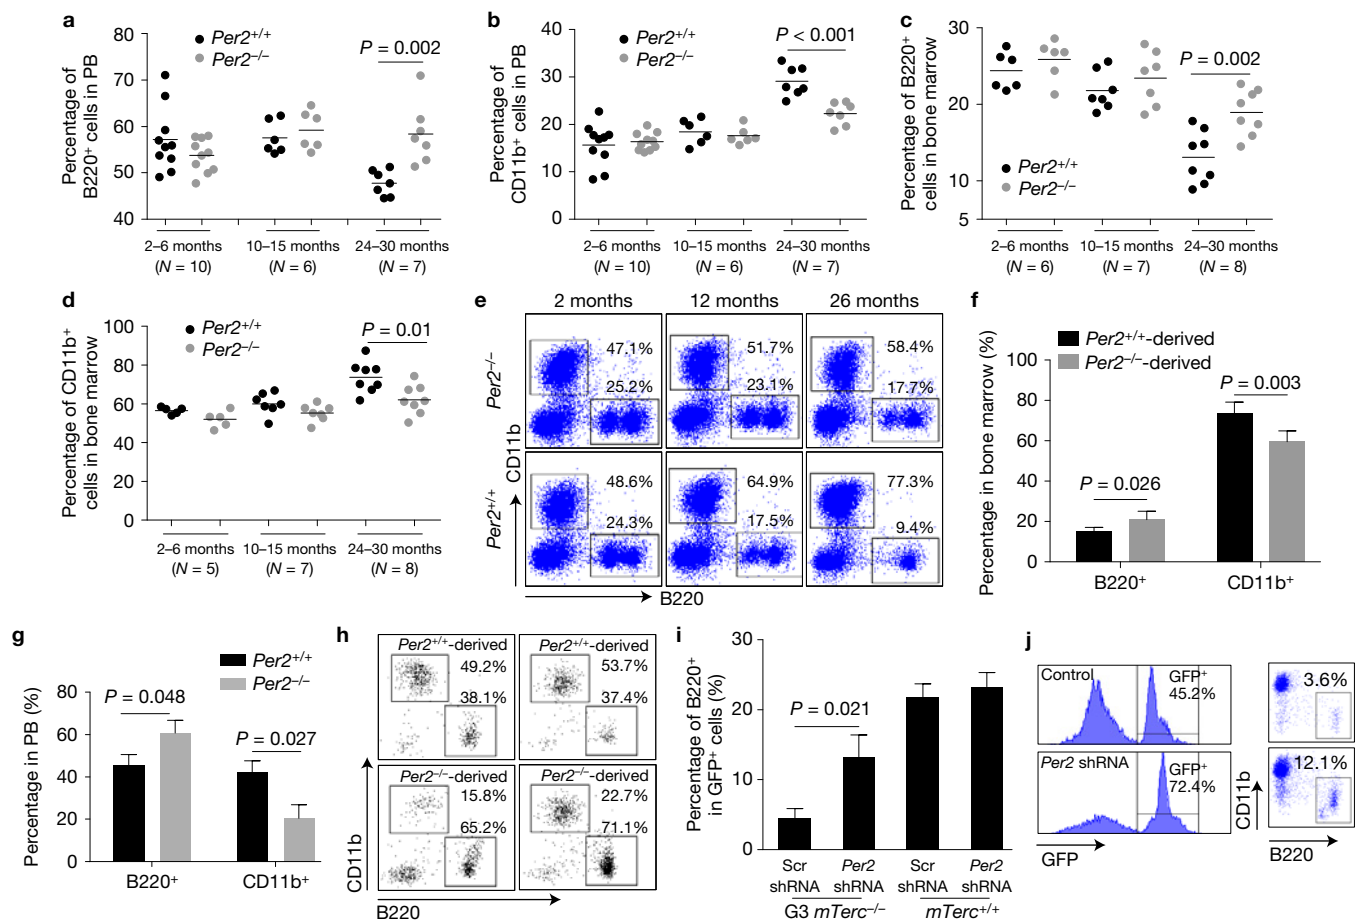 a
Percentage of
B220⁺ cells in PB
80
70
60
50
40
Per2⁺/⁺
Per2⁻/⁻
P = 0.002
2–6 months
(N = 10)
10–15 months
(N = 6)
24–30 months
(N = 7)
b
Percentage of
CD11b⁺ cells in PB
40
30
20
10
0
Per2⁺/⁺
Per2⁻/⁻
P < 0.001
2–6 months
(N = 10)
10–15 months
(N = 6)
24–30 months
(N = 7)
c
Percentage of B220⁺
cells in bone marrow
30
20
10
5
P = 0.002
Per2⁺/⁺
Per2⁻/⁻
2–6 months
(N = 6)
10–15 months
(N = 7)
24–30 months
(N = 8)
d
Percentage of CD11b⁺
cells in bone marrow
100
80
60
40
20
0
Per2⁺/⁺
Per2⁻/⁻
P = 0.01
2–6 months
(N = 5)
10–15 months
(N = 7)
24–30 months
(N = 8)
e
2 months 12 months 26 months
Per2⁻/⁻
47.1% 51.7% 58.4%
25.2% 23.1% 17.7%
CD11b
Per2⁺/⁺
48.6% 64.9% 77.3%
24.3% 17.5% 9.4%
B220
f
Percentage in bone marrow (%)
Per2⁺/⁺-derived
Per2⁻/⁻-derived
100
80
60
40
20
0
P = 0.026
P = 0.003
B220⁺ CD11b⁺
g
Percentage in PB (%)
Per2⁺/⁺
Per2⁻/⁻
80
60
40
20
0
P = 0.048
P = 0.027
B220⁺ CD11b⁺
h
Per2⁺/⁺-derived Per2⁺/⁺-derived
49.2% 53.7%
38.1% 37.4%
Per2⁻/⁻-derived Per2⁻/⁻-derived
15.8% 22.7%
65.2% 71.1%
CD11b
B220
i
Percentage of B220⁺
in GFP⁺ cells (%)
30
20
10
0
P = 0.021
Scr
shRNA
Per2
shRNA
Scr
shRNA
Per2
shRNA
G3 mTerc⁻/⁻ mTerc⁺/⁺
j
Control
GFP⁺
45.2%
Per2 shRNA
GFP⁺
72.4%
GFP
3.6%
12.1%
CD11b
B220